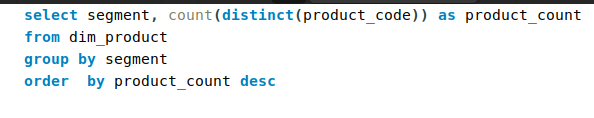 select segment, count(distinct(product_code)) as product_count
from dim_product
group by segment
order  by product_count desc